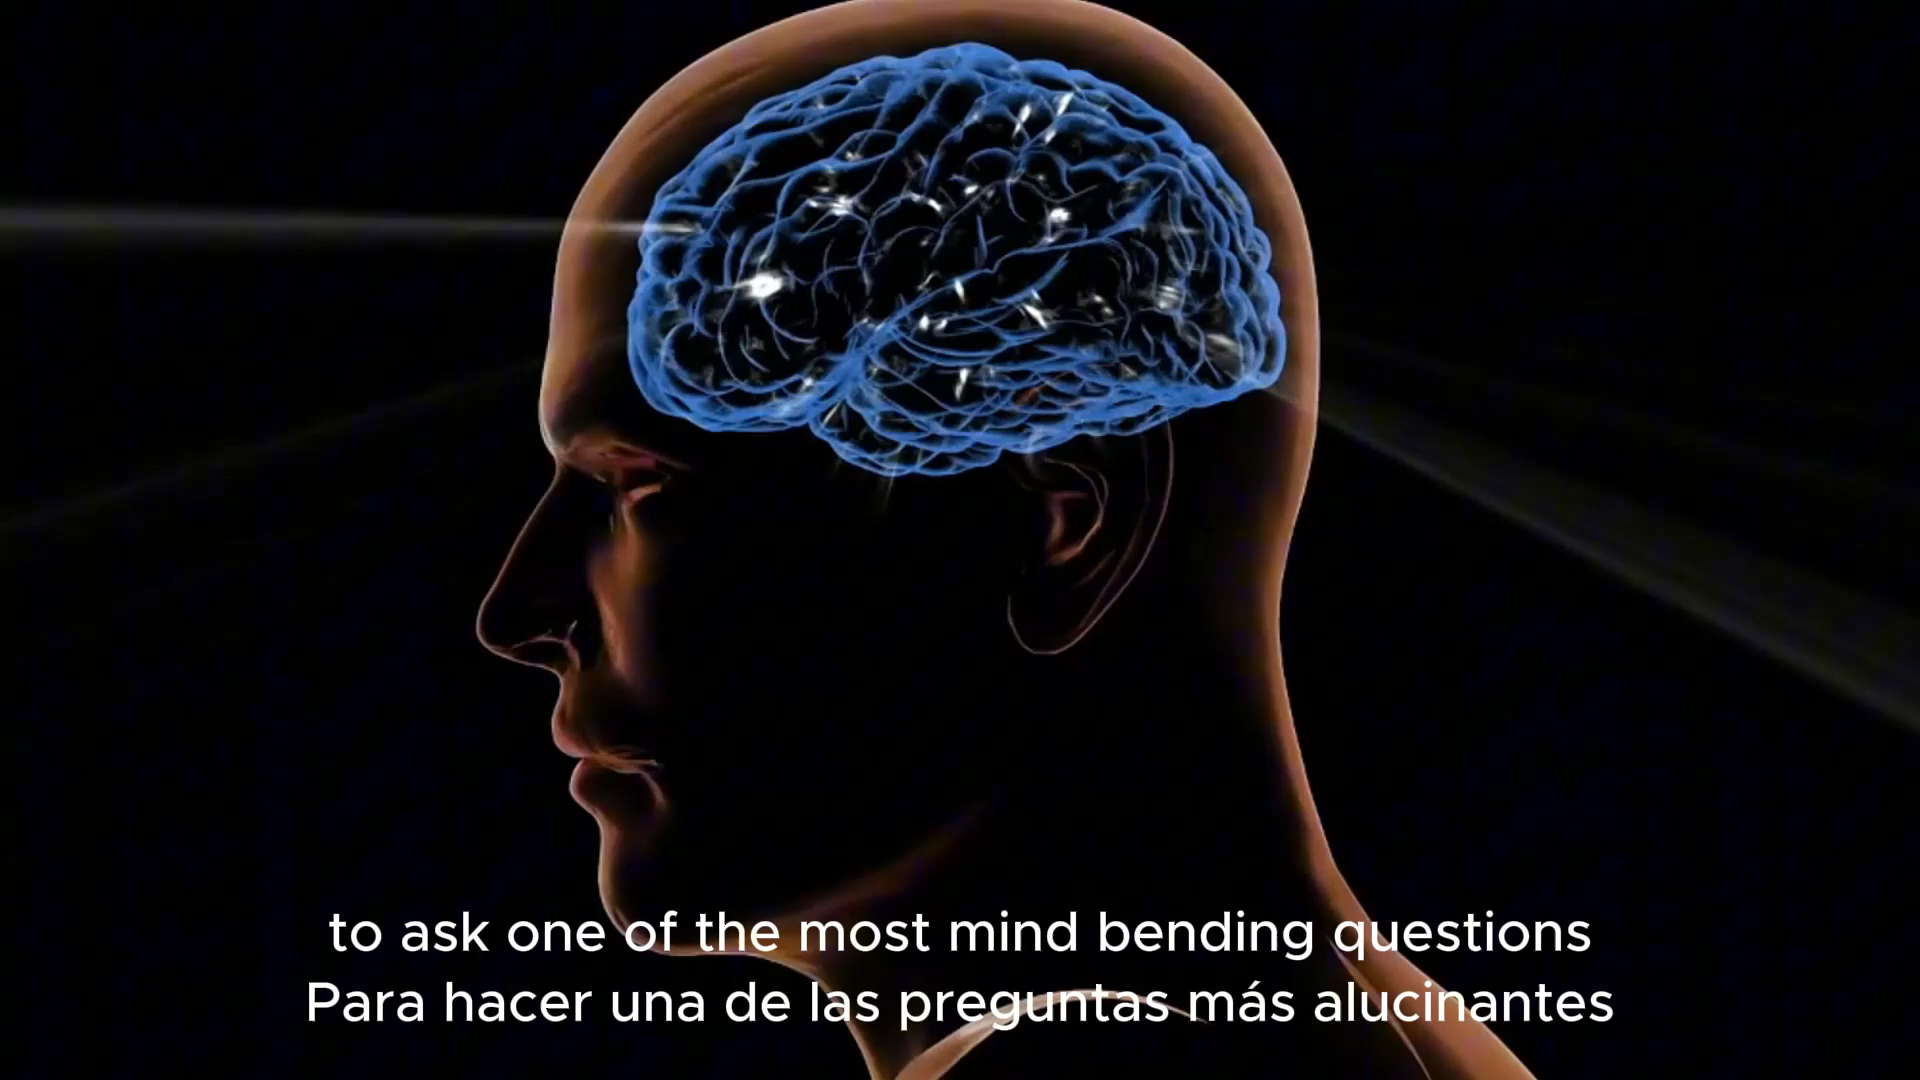 to ask one of the most mind bending questions
Para hacer una de las preguntas más alucinantes